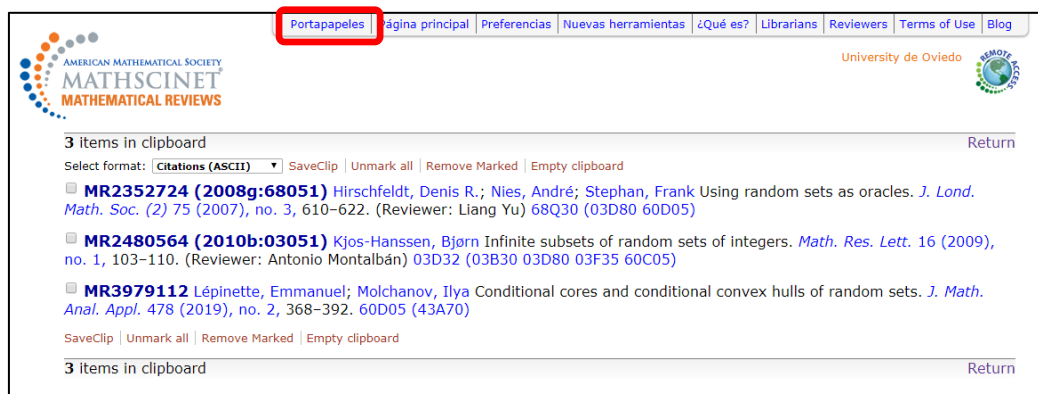 Portapapeles Página principal Preferencias Nuevas herramientas ¿Qué es? Librarians Reviewers Terms of Use Blog
AMERICAN MATHEMATICAL SOCIETY
MATHSCINET®
MATHEMATICAL REVIEWS
University de Oviedo
REMOTE ACCESS
3 items in clipboard Return
Select format: Citations (ASCII) SaveClip Unmark all Remove Marked Empty clipboard
MR2352724 (2008g:68051) Hirschfeldt, Denis R.; Nies, André; Stephan, Frank Using random sets as oracles. J. Lond.
Math. Soc. (2) 75 (2007), no. 3, 610–622. (Reviewer: Liang Yu) 68Q30 (03D80 60D05)
MR2480564 (2010b:03051) Kjos-Hanssen, Bjørn Infinite subsets of random sets of integers. Math. Res. Lett. 16 (2009),
no. 1, 103–110. (Reviewer: Antonio Montalbán) 03D32 (03B30 03D80 03F35 60C05)
MR3979112 Lépinette, Emmanuel; Molchanov, Ilya Conditional cores and conditional convex hulls of random sets. J. Math.
Anal. Appl. 478 (2019), no. 2, 368–392. 60D05 (43A70)
SaveClip Unmark all Remove Marked Empty clipboard
3 items in clipboard Return